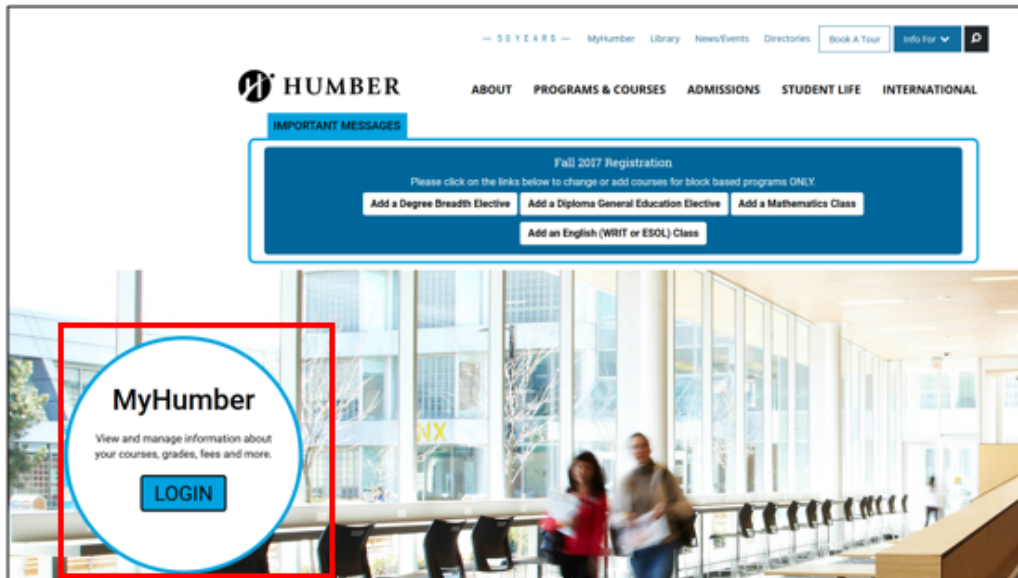 — 50 YEARS — MyHumber Library News/Events Directories Book A Tour Info For
HUMBER
ABOUT PROGRAMS & COURSES ADMISSIONS STUDENT LIFE INTERNATIONAL
IMPORTANT MESSAGES
Fall 2017 Registration
Please click on the links below to change or add courses for block based programs ONLY.
Add a Degree Breadth Elective Add a Diploma General Education Elective Add a Mathematics Class
Add an English (WRIT or ESOL) Class
NX
MyHumber
View and manage information about
your courses, grades, fees and more.
LOGIN